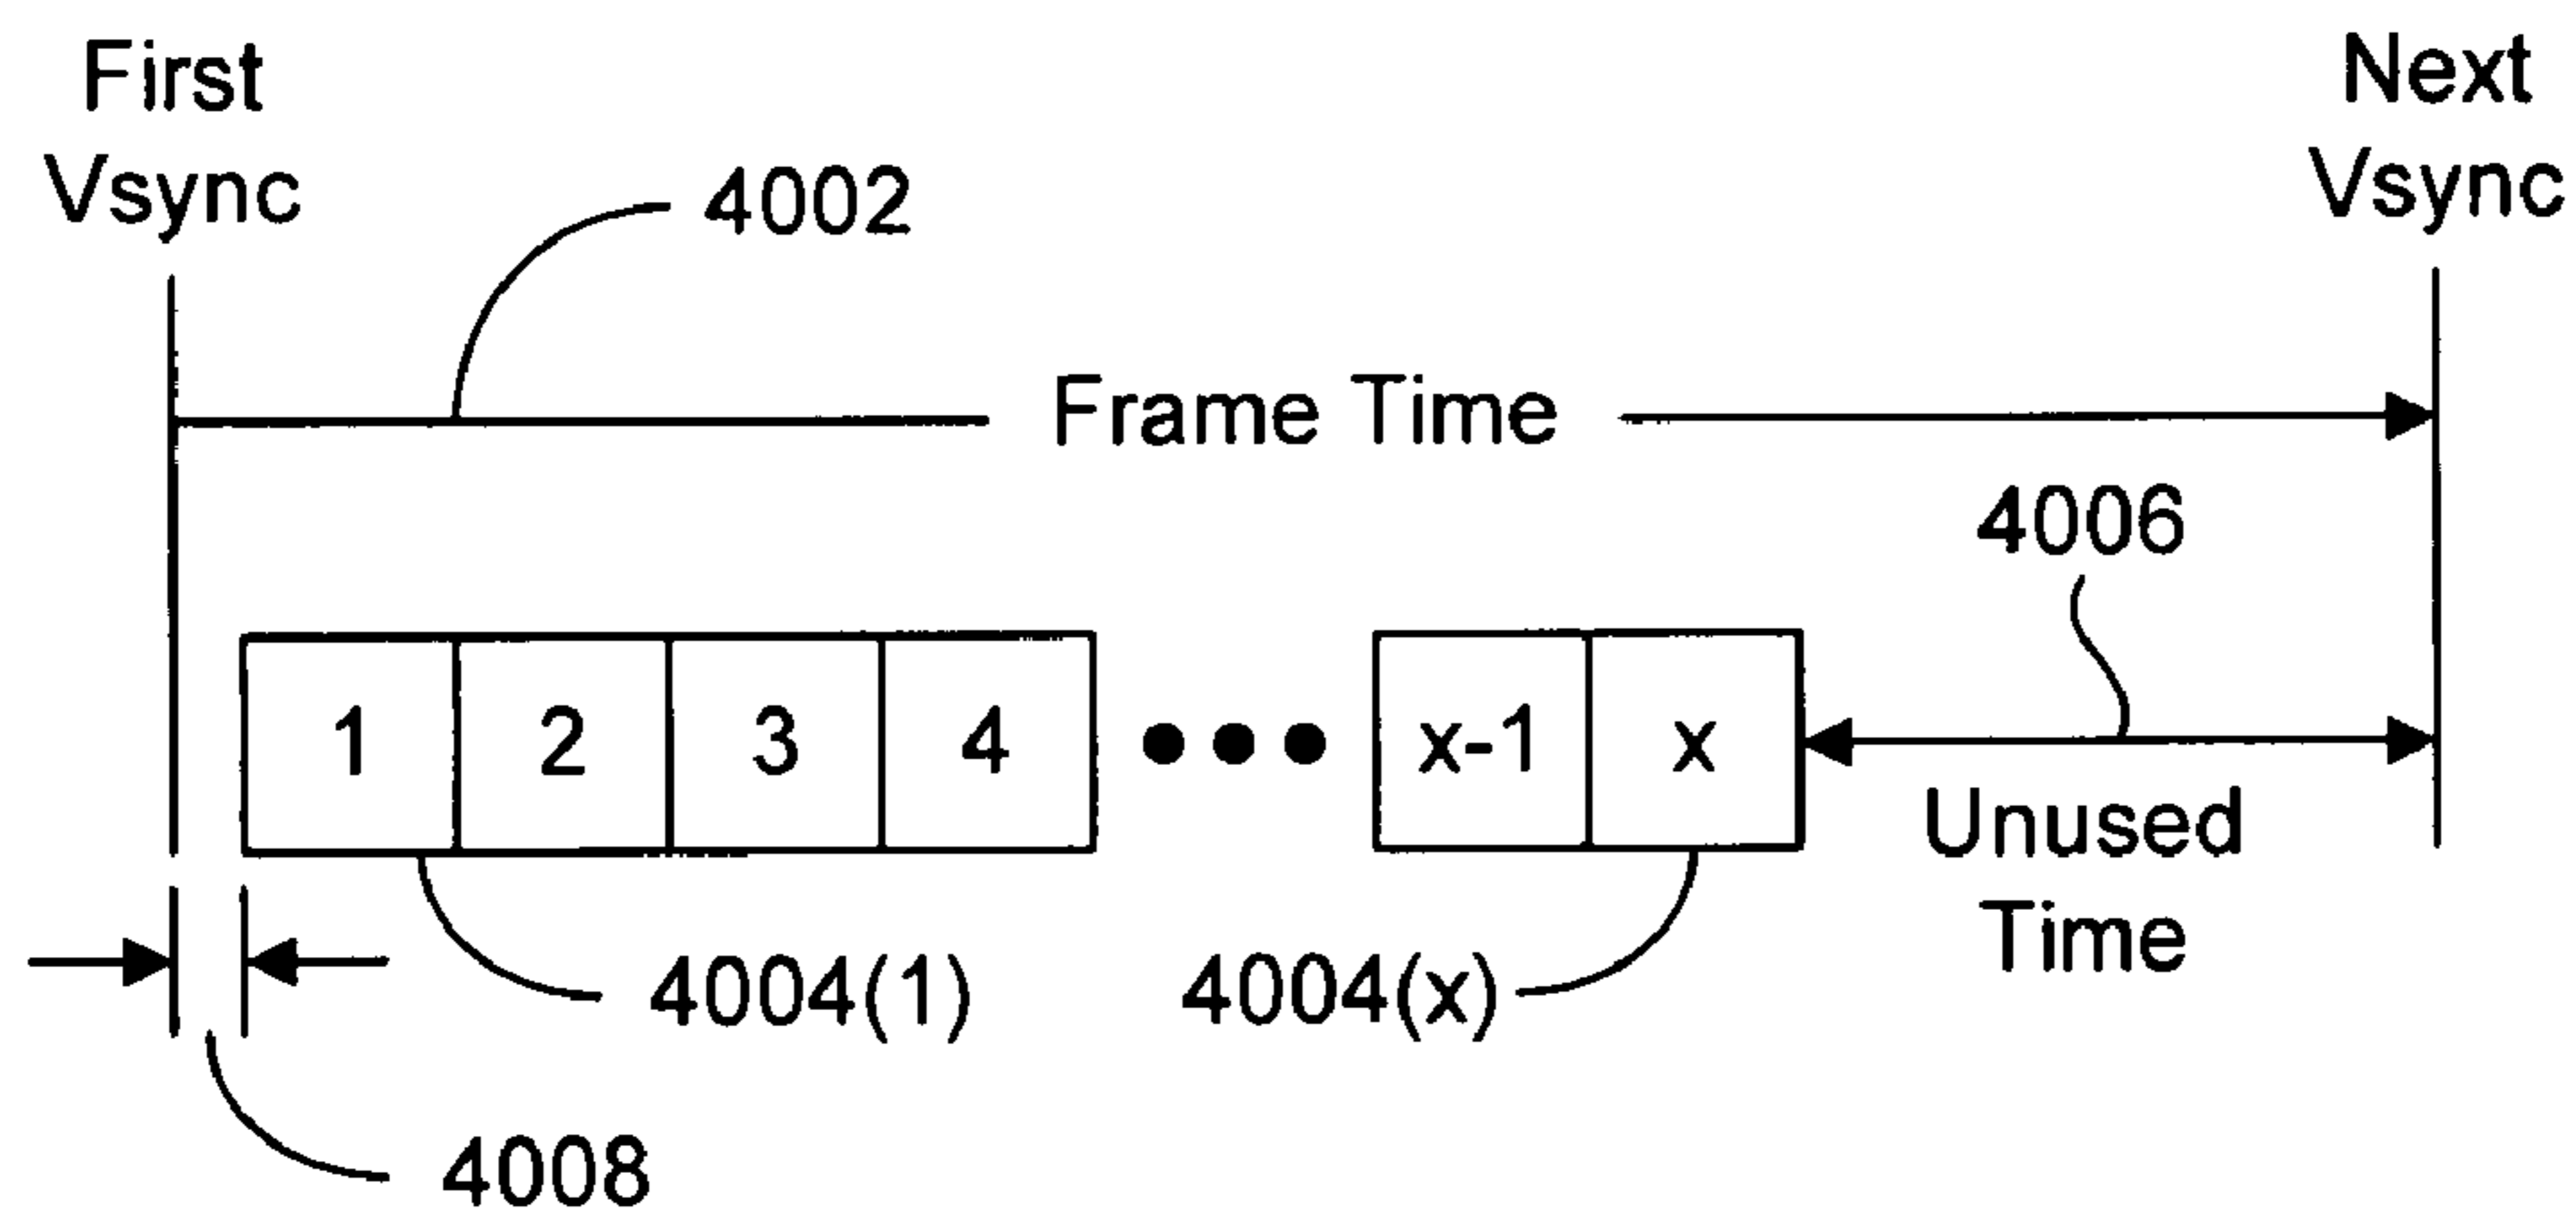 First
Vsync
Next
Vsync
4002
Frame Time
4006
1 2 3 4 ••• x-1 x
Unused
Time
4004(1)
4004(x)
4008